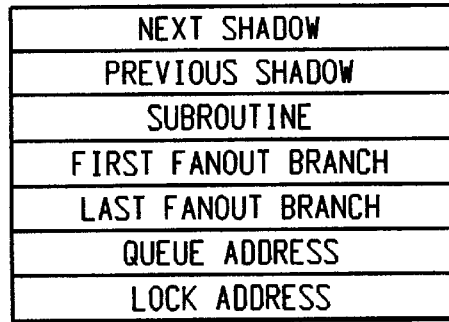 NEXT SHADOW
PREVIOUS SHADOW
SUBROUTINE
FIRST FANOUT BRANCH
LAST FANOUT BRANCH
QUEUE ADDRESS
LOCK ADDRESS